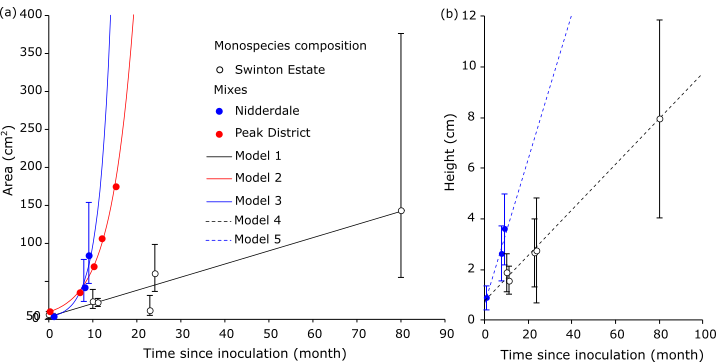 (a)
400
350
300
250
200
150
100
50
0
Area (cm2)
0 10 20 30 40 50 60 70 80 90
Time since inoculation (month)
Monospecies composition
Swinton Estate
Mixes
Nidderdale
Peak District
Model 1
Model 2
Model 3
Model 4
Model 5
(b)
12
10
8
6
4
2
0
Height (cm)
0 20 40 60 80 100
Time since inoculation (month)